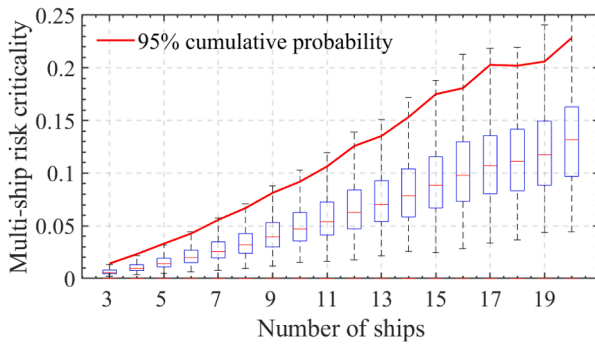 0.25
0.2
0.15
0.1
0.05
0
95% cumulative probability
Multi-ship risk criticality
3 5 7 9 11 13 15 17 19
Number of ships